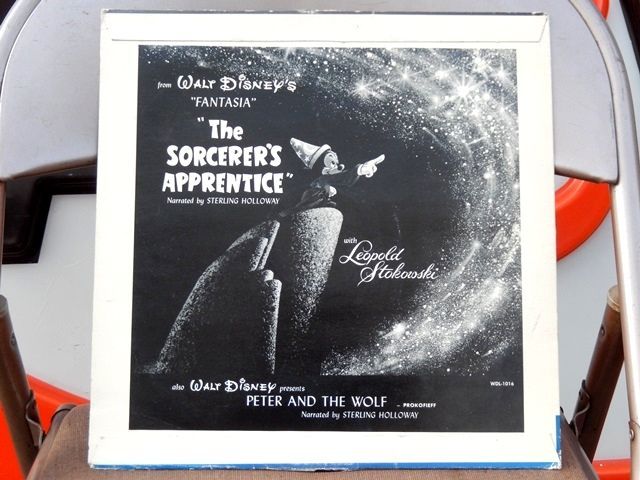 from WALT DISNEY'S
"FANTASIA"
"The
SORCERER'S
APPRENTICE"
Narrated by STERLING HOLLOWAY
with
Leopold
Stokowski
WDL-1016
also WALT DISNEY presents
PETER AND THE WOLF - PROKOFIEFF
Narrated by STERLING HOLLOWAY